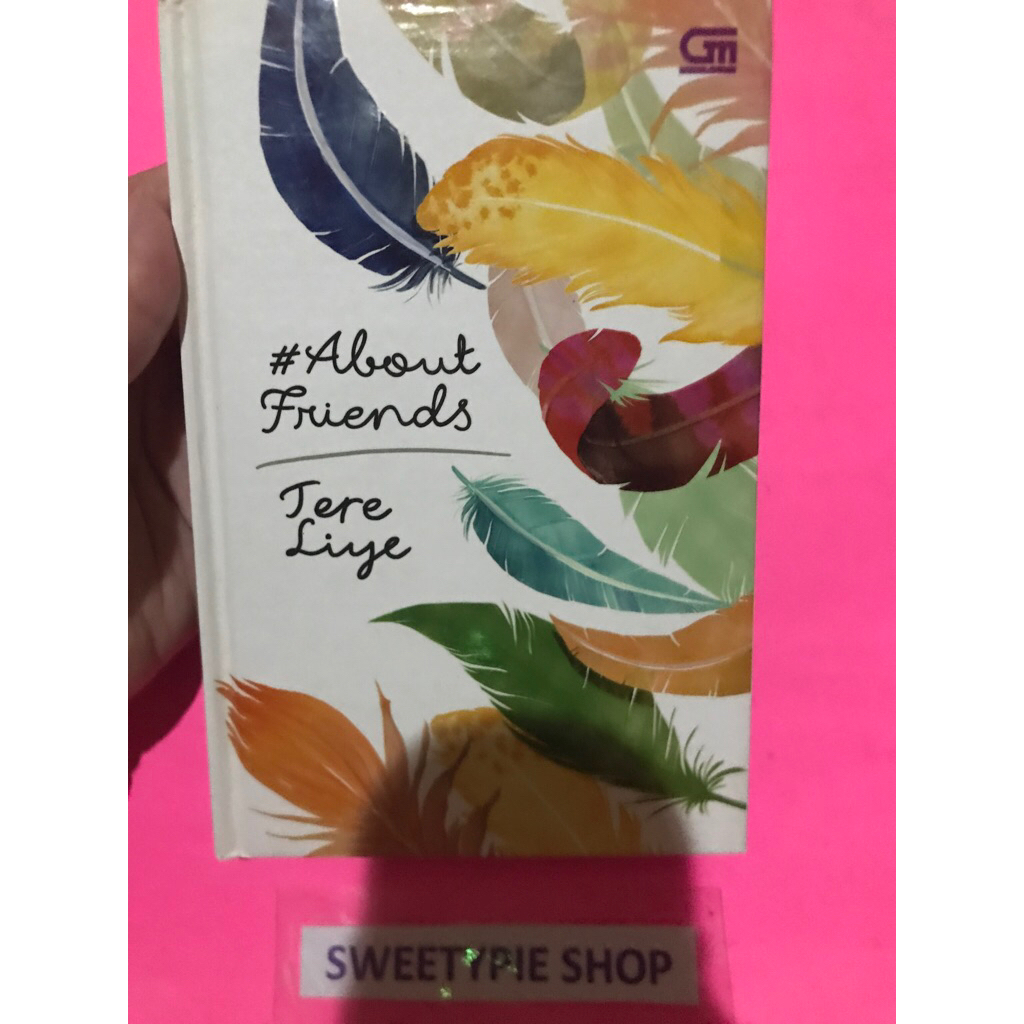 GM
#About
Friends
Tere
Liye
SWEETYPIE SHOP